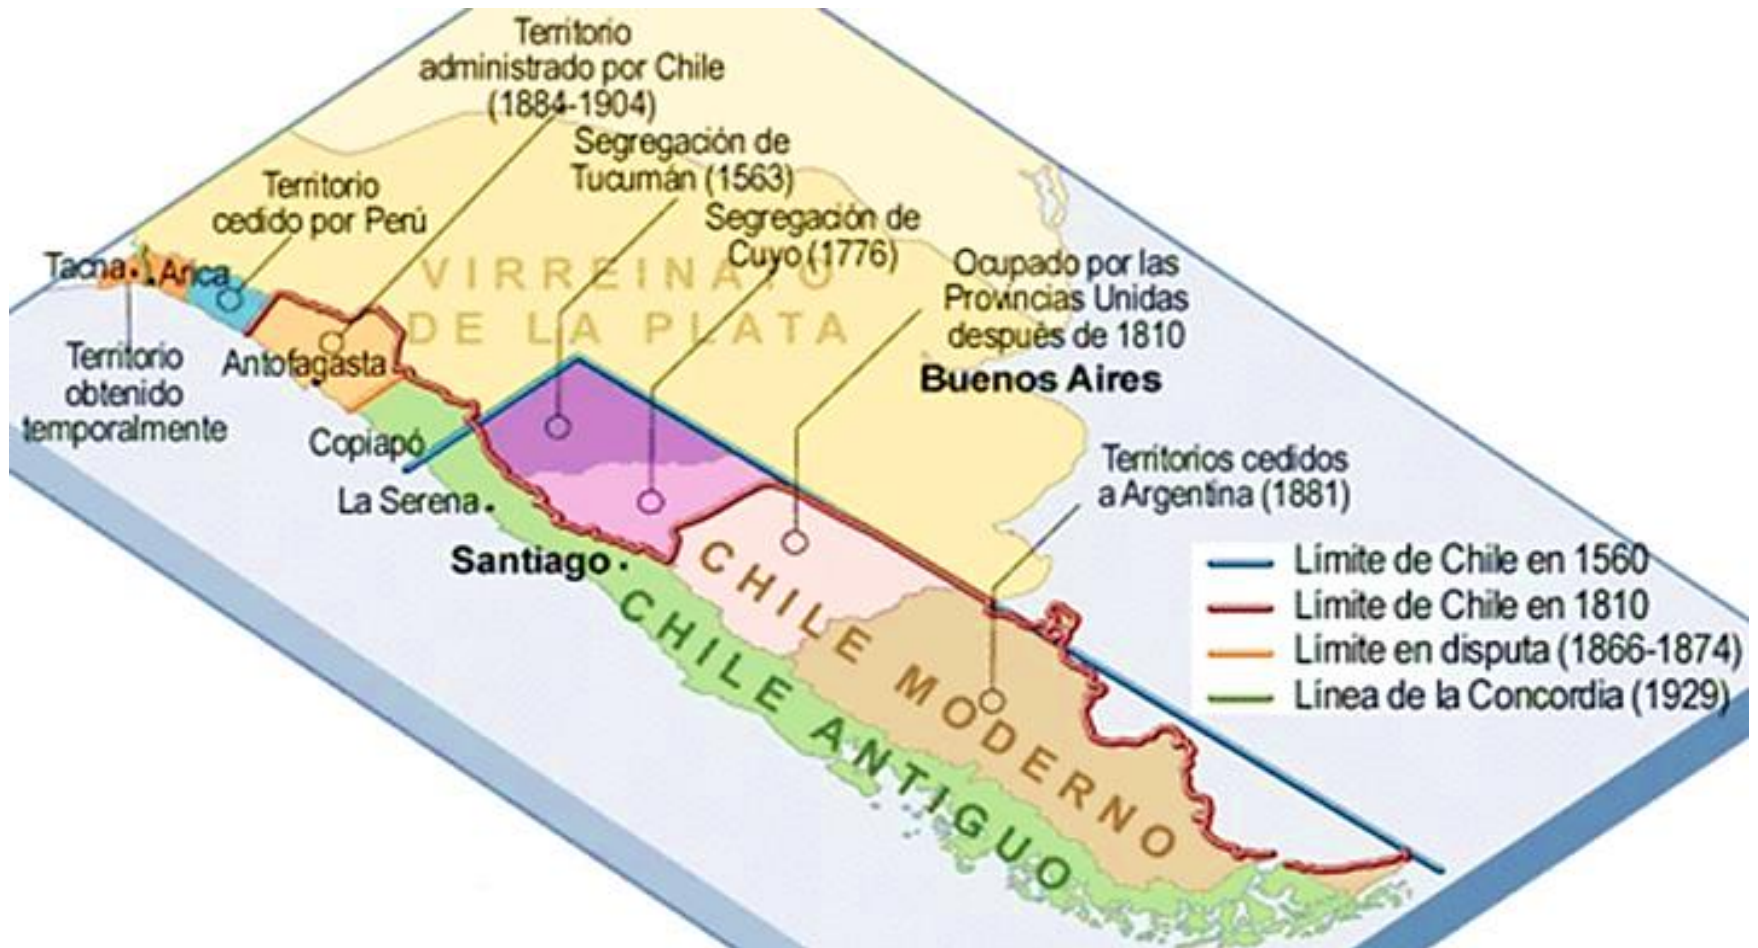 Territorio
administrado por Chile
(1884-1904)
Segregación de
Tucumán (1563)
Territorio
cedido por Perú
Segregación de
Cuyo (1776)
Ocupado por las
Provincias Unidas
después de 1810
VIRREINATO
DE LA PLATA
Tacna
Arica
Territorio
obtenido
temporalmente
Antofagasta
Buenos Aires
Copiapó
La Serena
Santiago
Territorios cedidos
a Argentina (1881)
CHILE MODERNO
CHILE ANTIGUO
Límite de Chile en 1560
Límite de Chile en 1810
Límite en disputa (1866-1874)
Línea de la Concordia (1929)